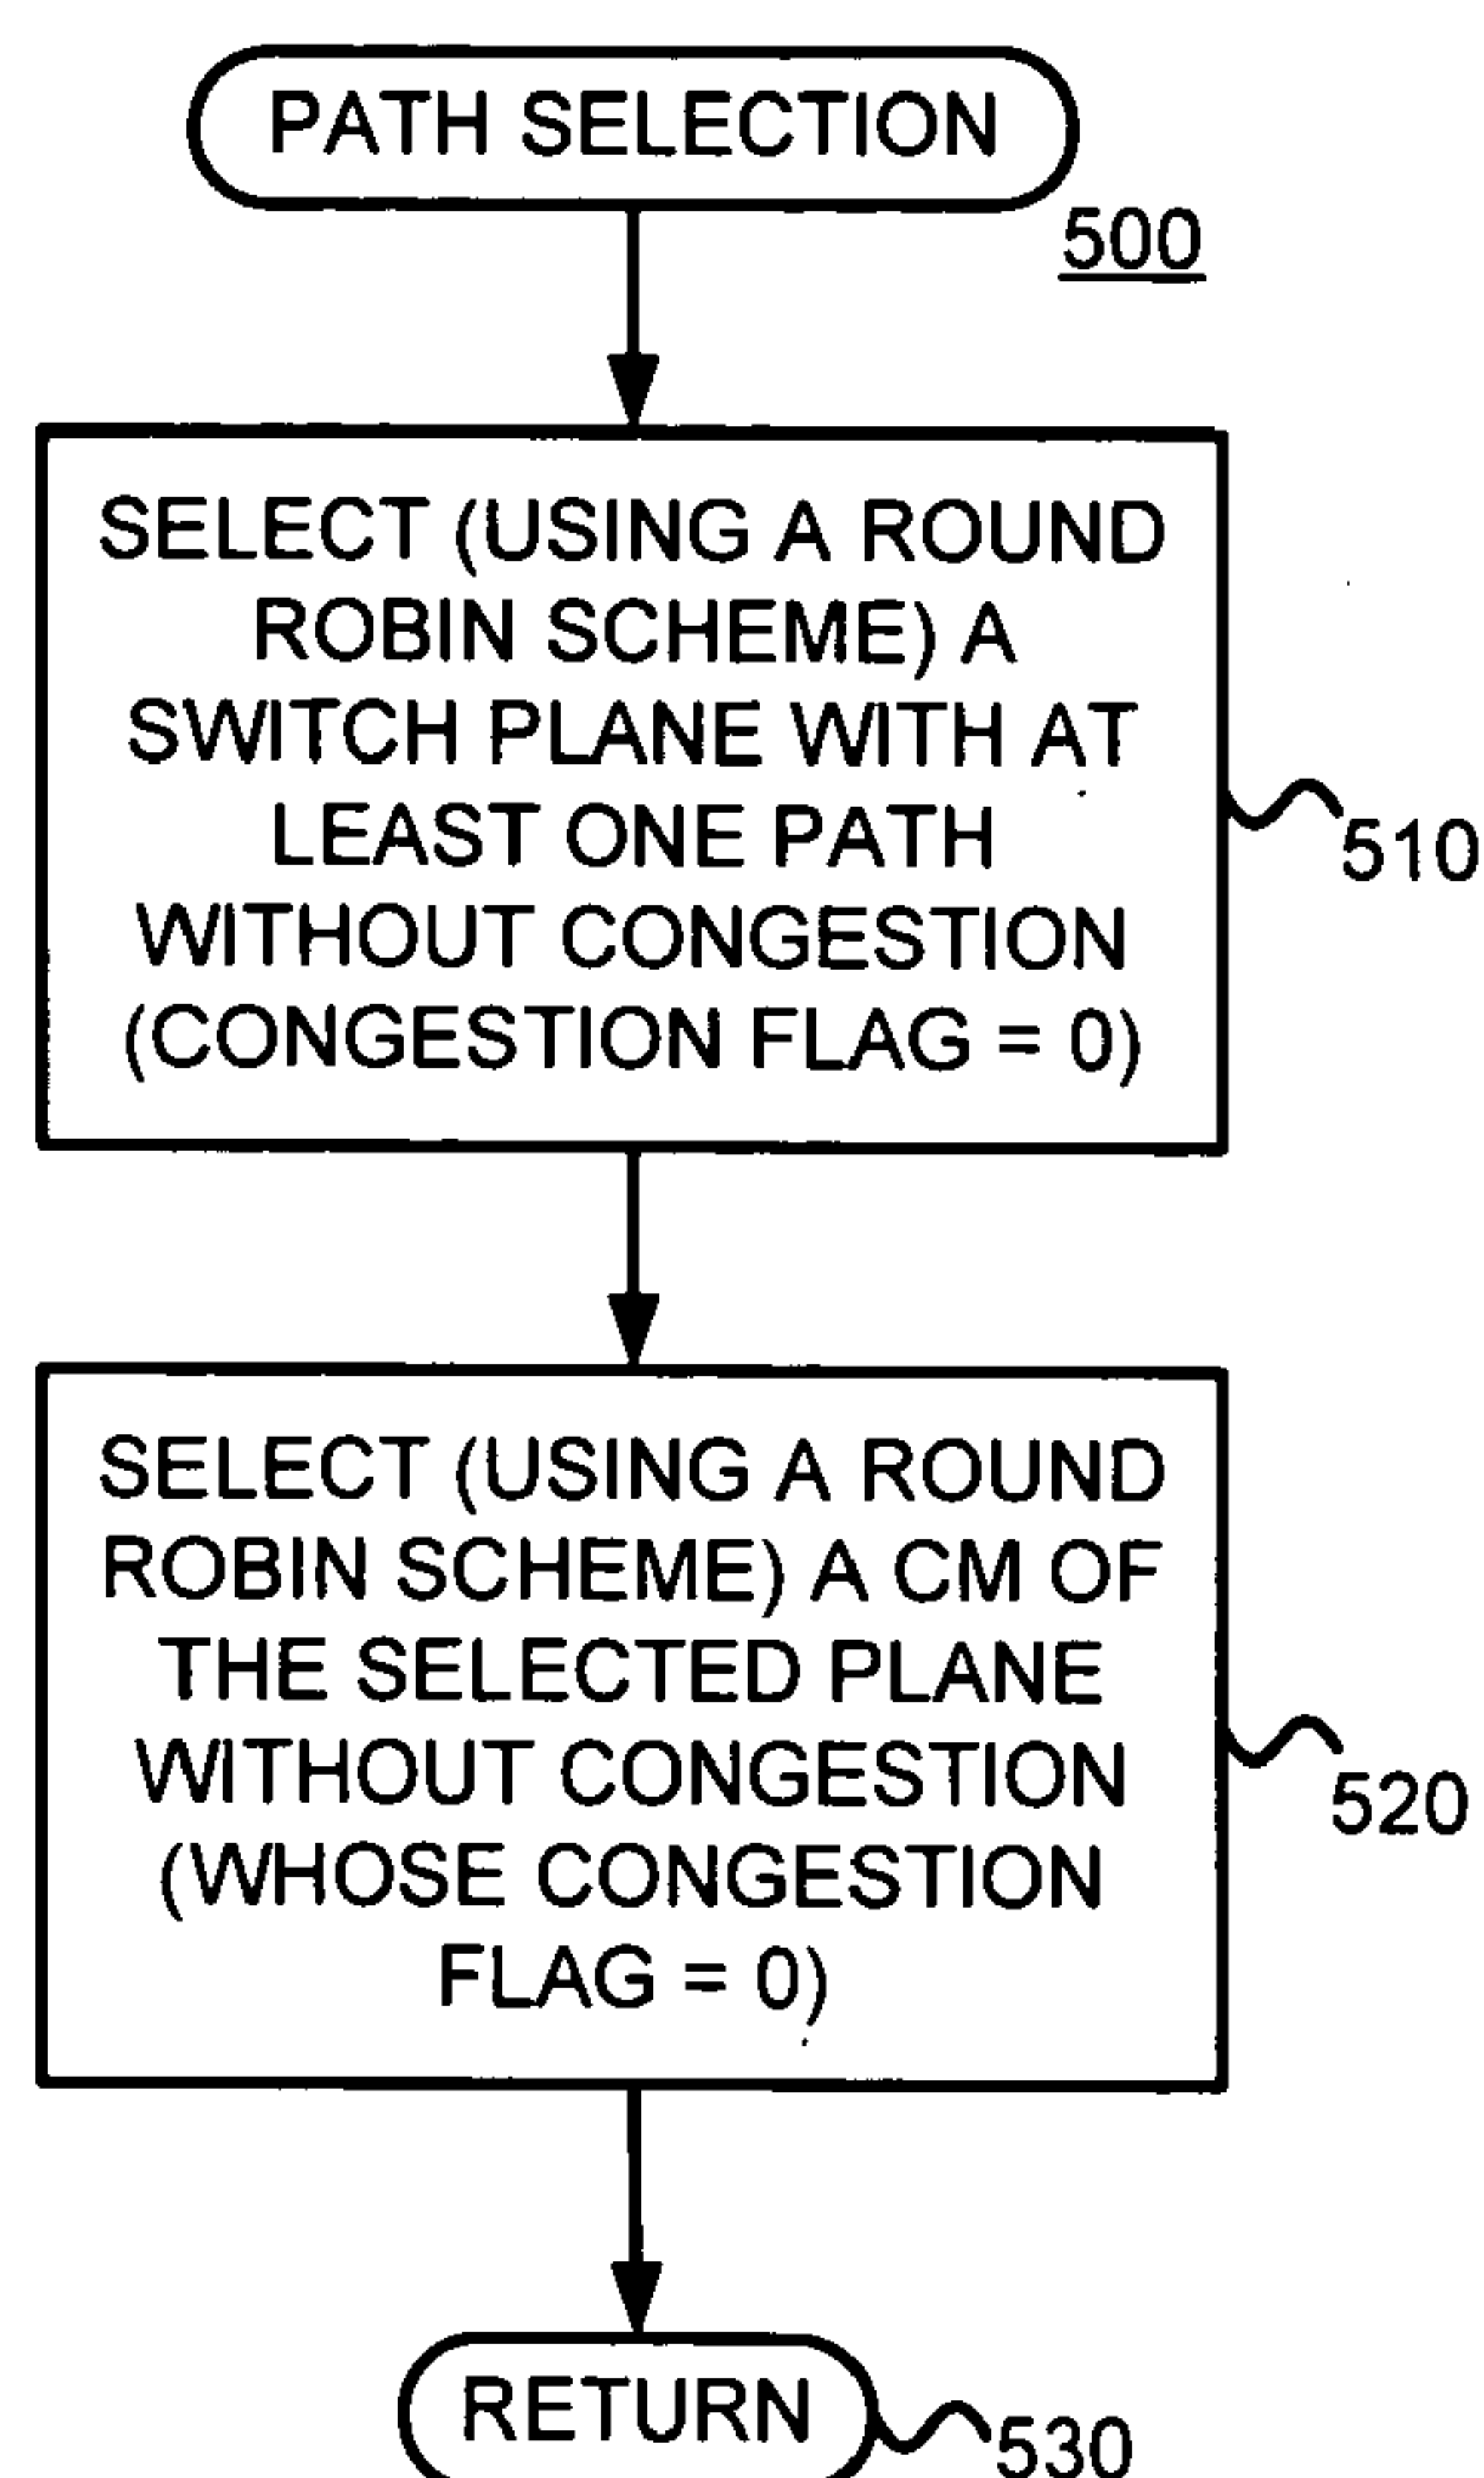 PATH SELECTION
500
SELECT (USING A ROUND
ROBIN SCHEME) A
SWITCH PLANE WITH AT
LEAST ONE PATH
WITHOUT CONGESTION
(CONGESTION FLAG = 0)
510
SELECT (USING A ROUND
ROBIN SCHEME) A CM OF
THE SELECTED PLANE
WITHOUT CONGESTION
(WHOSE CONGESTION
FLAG = 0)
520
RETURN
530